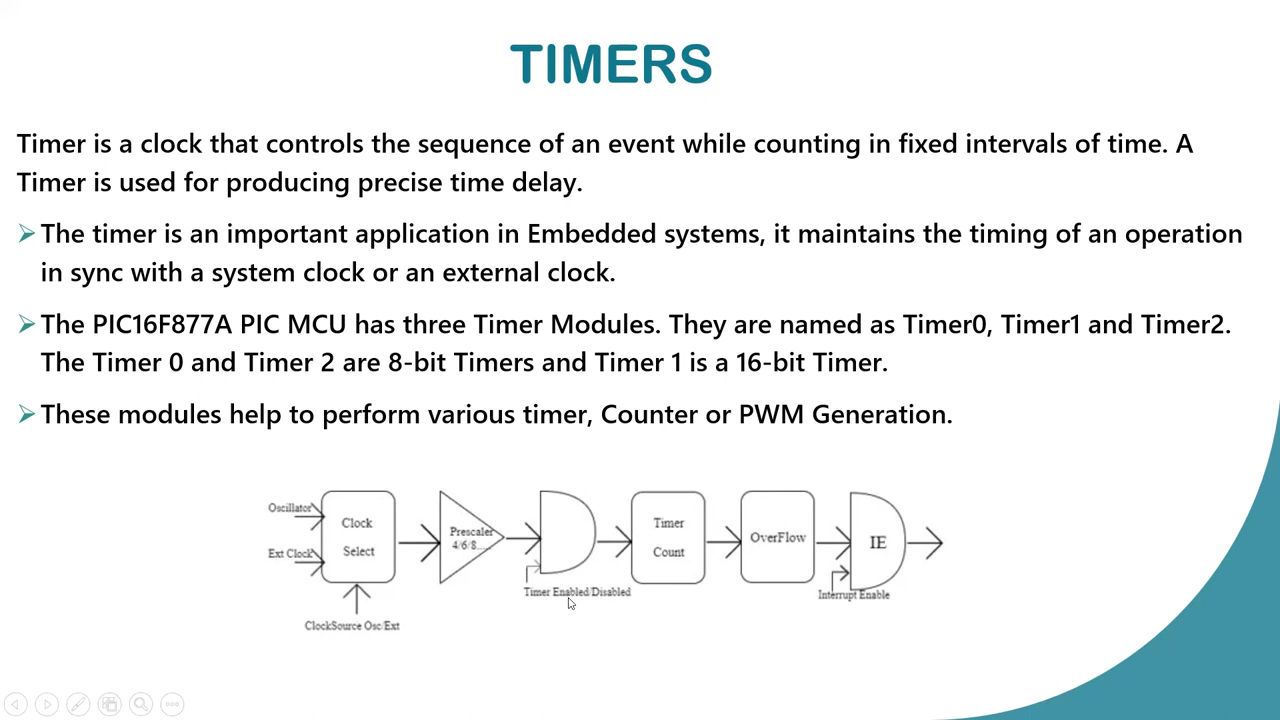 TIMERS
Timer is a clock that controls the sequence of an event while counting in fixed intervals of time. A
Timer is used for producing precise time delay.
The timer is an important application in Embedded systems, it maintains the timing of an operation
in sync with a system clock or an external clock.
The PIC16F877A PIC MCU has three Timer Modules. They are named as Timer0, Timer1 and Timer2.
The Timer 0 and Timer 2 are 8-bit Timers and Timer 1 is a 16-bit Timer.
These modules help to perform various timer, Counter or PWM Generation.
Oscillator
Ext Clock
Clock
Select
ClockSource Osc/Ext
Prescaler
4/6/8....
Timer Enabled/Disabled
Timer
Count
OverFlow
IE
Interrupt Enable